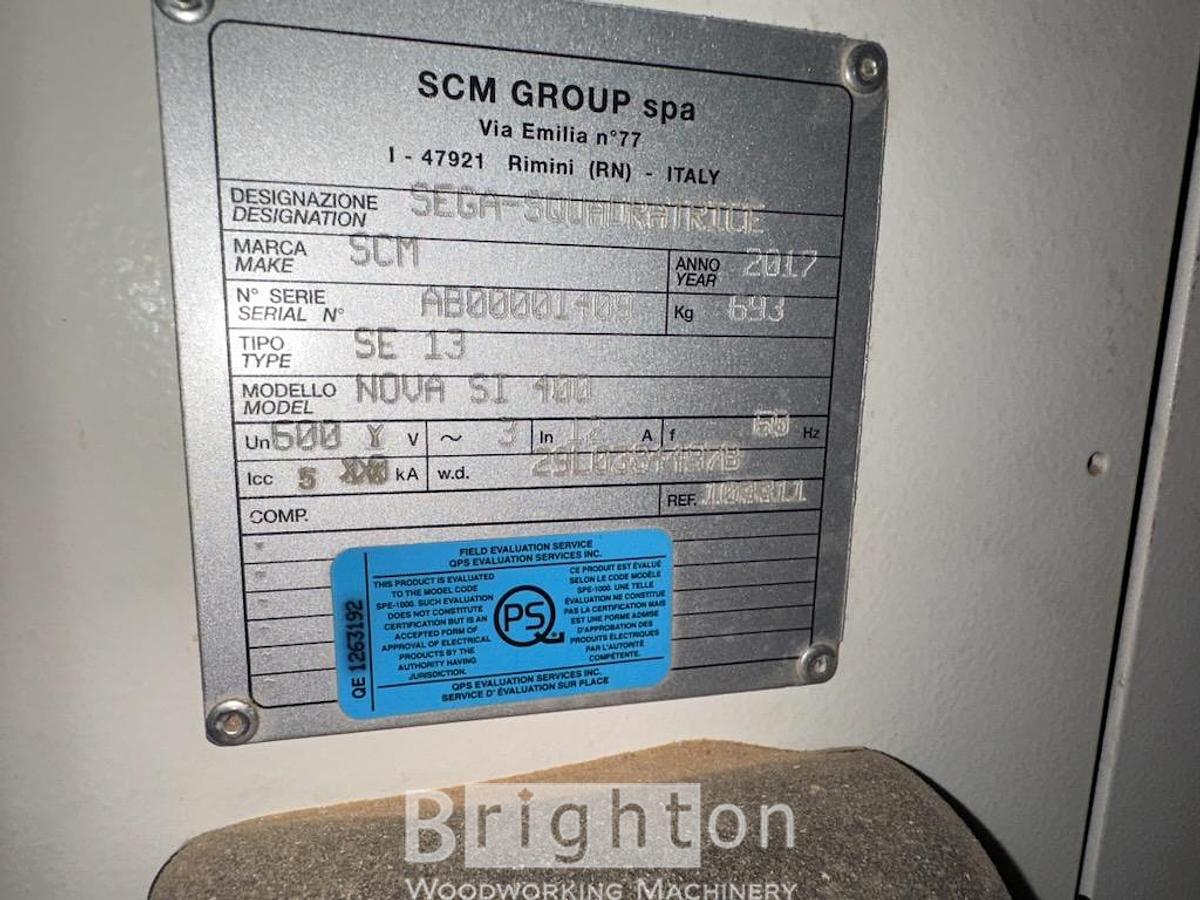 SCM GROUP spa
Via Emilia n°77
I - 47921 Rimini (RN) - ITALY
DESIGNAZIONE SEGA-SQUADRATRICE
DESIGNATION
MARCA SCM ANNO 2017
MAKE YEAR
N° SERIE AB00001409 Kg 693
SERIAL N°
TIPO SE 13
TYPE
MODELLO NOVA SI 400
MODEL
Un 600 Y V ~ 3 In 12 A f 60 Hz
Icc 5 kA w.d.
COMP. REF.
QE 1263192
FIELD EVALUATION SERVICE
QPS EVALUATION SERVICES INC.
THIS PRODUCT IS EVALUATED
TO THE MODEL CODE
SPE-1000. SUCH EVALUATION
DOES NOT CONSTITUTE
CERTIFICATION BUT IS AN
ACCEPTED FORM OF
APPROVAL OF ELECTRICAL
PRODUCTS BY THE
AUTHORITY HAVING
JURISDICTION.
QPS
CE PRODUIT EST ÉVALUÉ
SELON LE CODE MODÈLE
SPE-1000. UNE TELLE
ÉVALUATION NE CONSTITUE
PAS LA CERTIFICATION MAIS
EST UNE FORME ADMISE
D'APPROBATION DES
PRODUITS ÉLECTRIQUES
PAR L'AUTORITÉ
COMPÉTENTE.
QPS EVALUATION SERVICES INC.
SERVICE D' ÉVALUATION SUR PLACE
Brighton
WOODWORKING MACHINERY